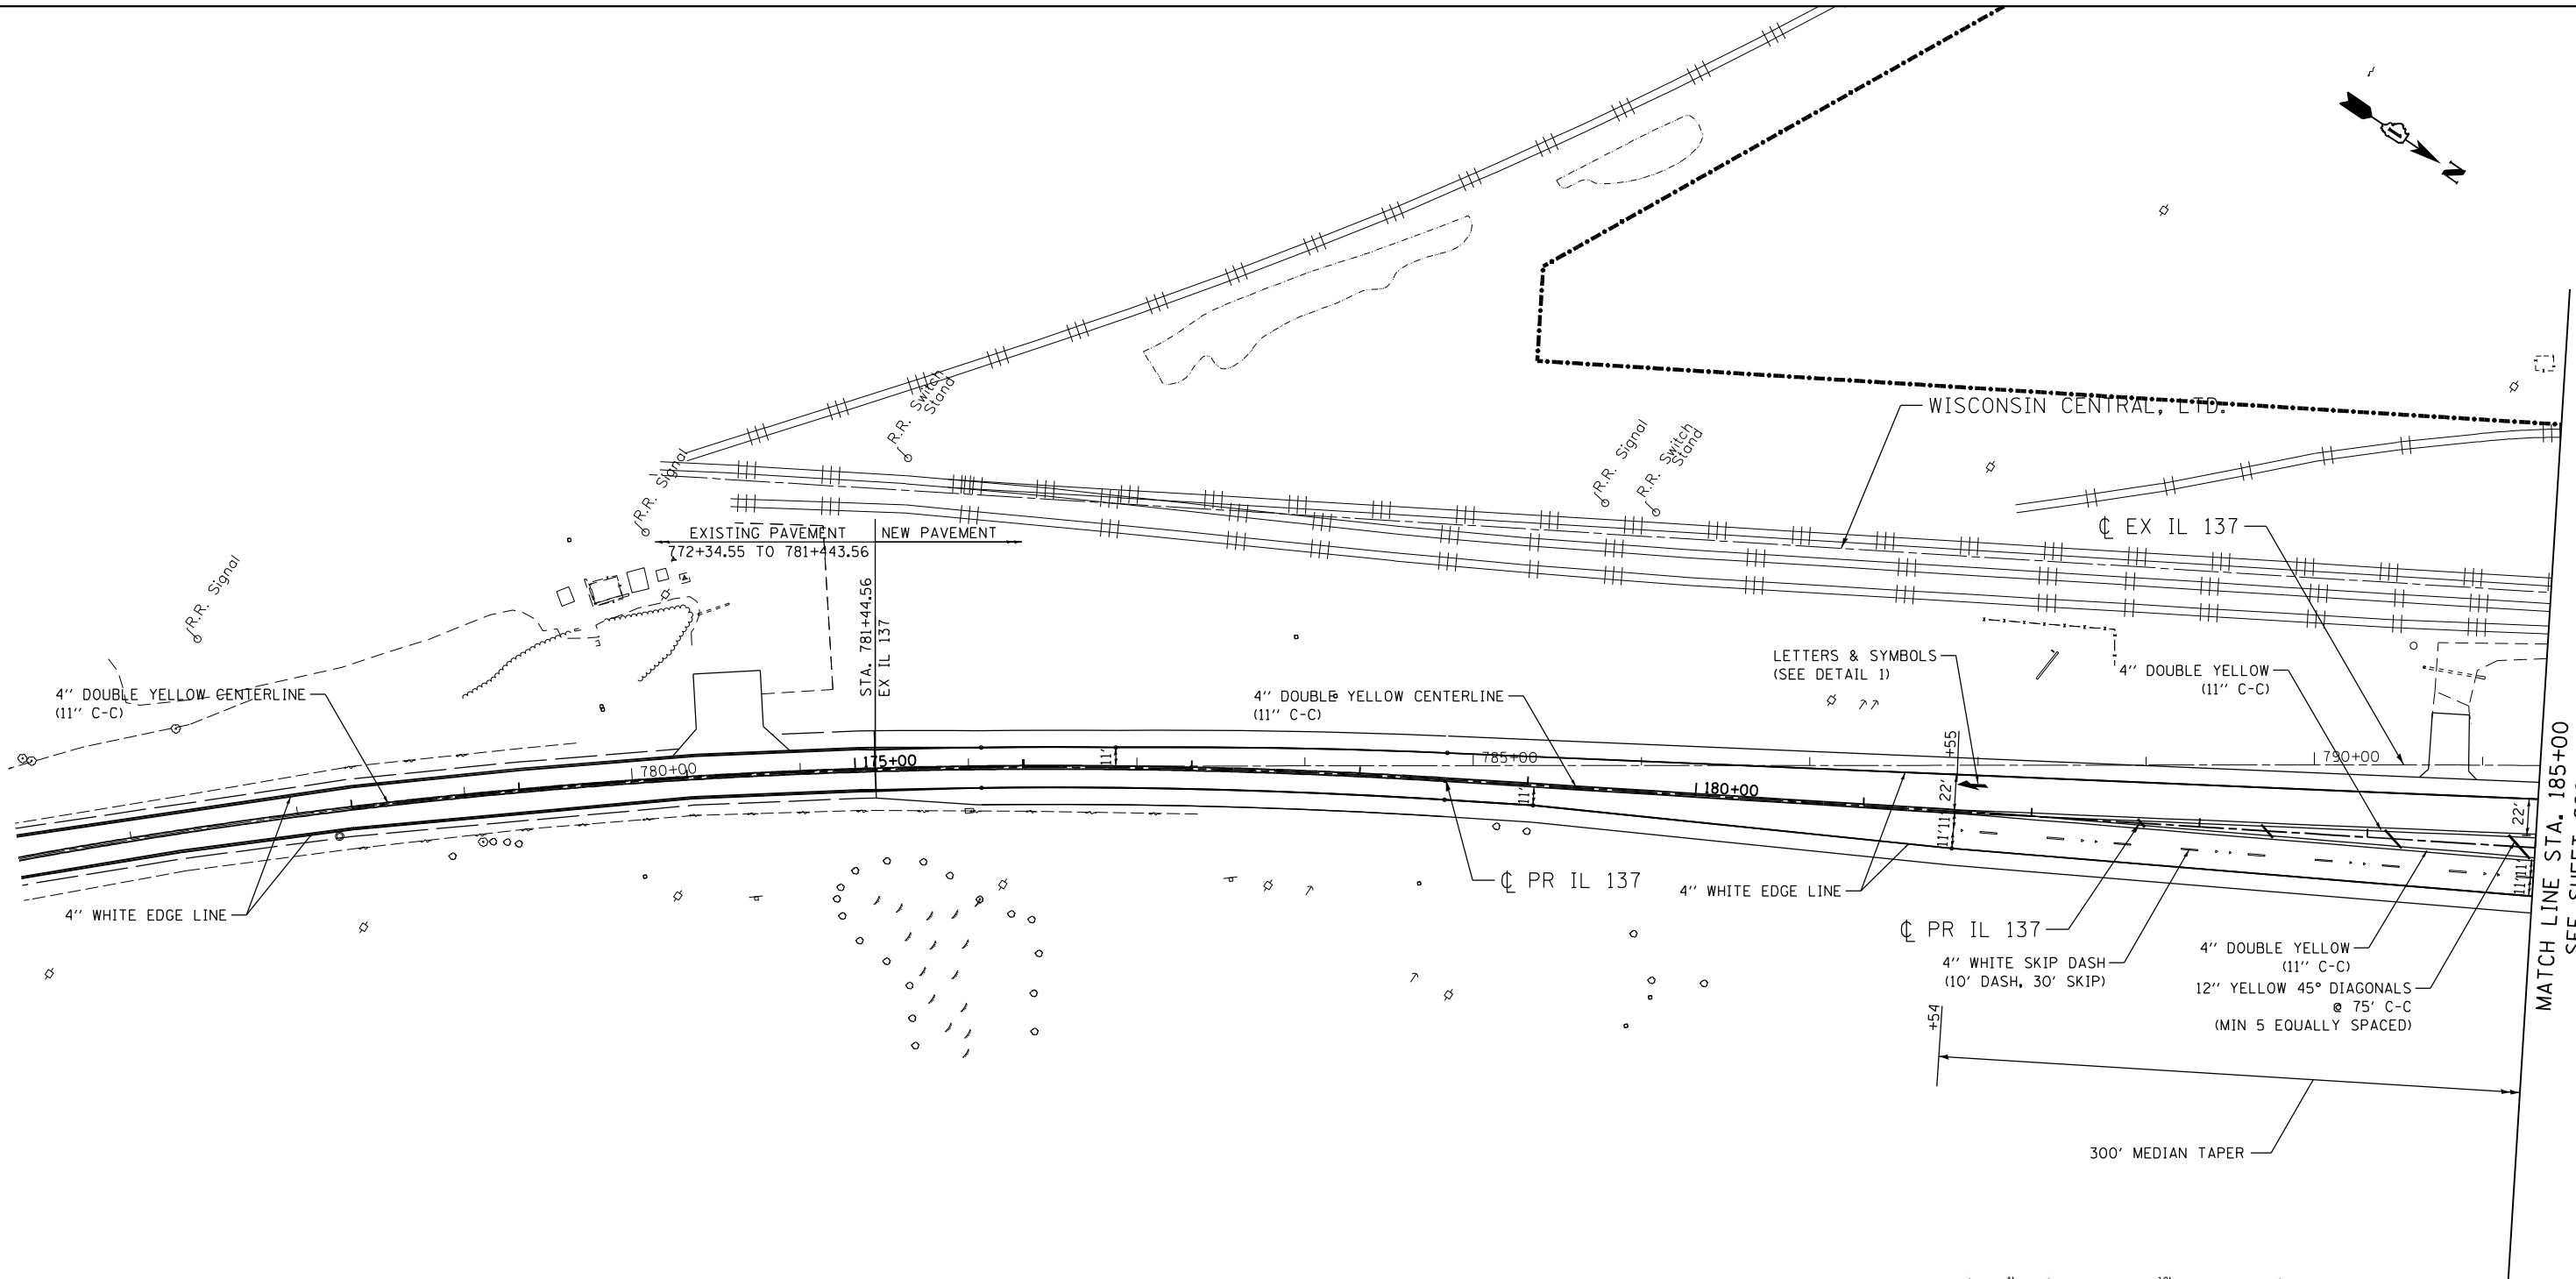 N
R.R. Switch
Stand
WISCONSIN CENTRAL, LTD.
R.R. Signal
R.R. Signal
R.R. Switch
Stand
EXISTING PAVEMENT
NEW PAVEMENT
772+34.55 TO 781+443.56
℄ EX IL 137
R.R. Signal
STA. 781+44.56
EX IL 137
LETTERS & SYMBOLS
(SEE DETAIL 1)
4'' DOUBLE YELLOW
(11'' C-C)
4'' DOUBLE YELLOW CENTERLINE
(11'' C-C)
4'' DOUBLE YELLOW CENTERLINE
(11'' C-C)
+55
780+00
175+00
11'
785+00
790+00
11'
180+00
22'
22'
11'
11'
11'
11'
℄ PR IL 137
4'' WHITE EDGE LINE
4'' WHITE EDGE LINE
℄ PR IL 137
4'' WHITE SKIP DASH
(10' DASH, 30' SKIP)
4'' DOUBLE YELLOW
(11'' C-C)
12'' YELLOW 45° DIAGONALS
@ 75' C-C
(MIN 5 EQUALLY SPACED)
MATCH LINE STA. 185+00
+54
300' MEDIAN TAPER